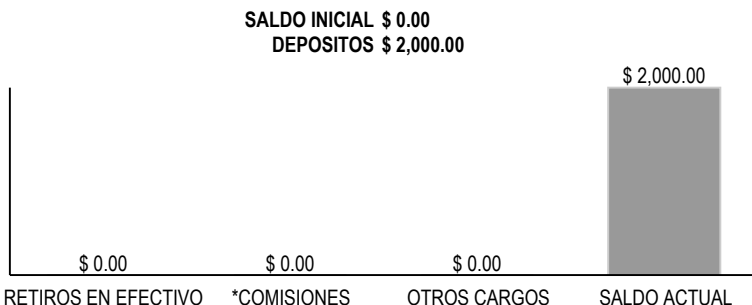 SALDO INICIAL $ 0.00
DEPOSITOS $ 2,000.00
$ 2,000.00
$ 0.00 $ 0.00 $ 0.00
RETIROS EN EFECTIVO *COMISIONES OTROS CARGOS SALDO ACTUAL